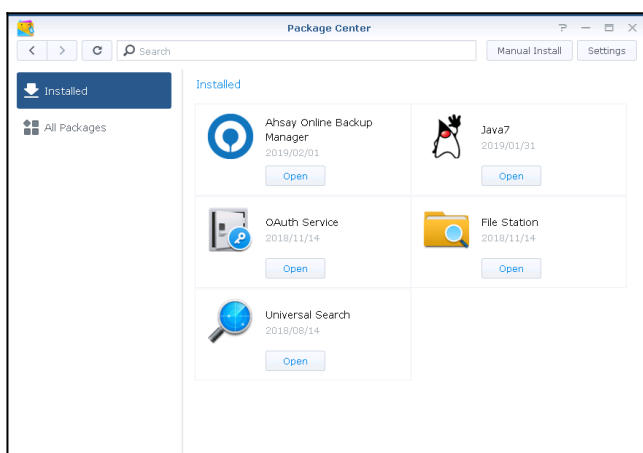 Package Center
Search
Manual Install
Settings
Installed
All Packages
Installed
Ahsay Online Backup
Manager
2019/02/01
Open
Java7
2019/01/31
Open
OAuth Service
2018/11/14
Open
File Station
2018/11/14
Open
Universal Search
2018/08/14
Open